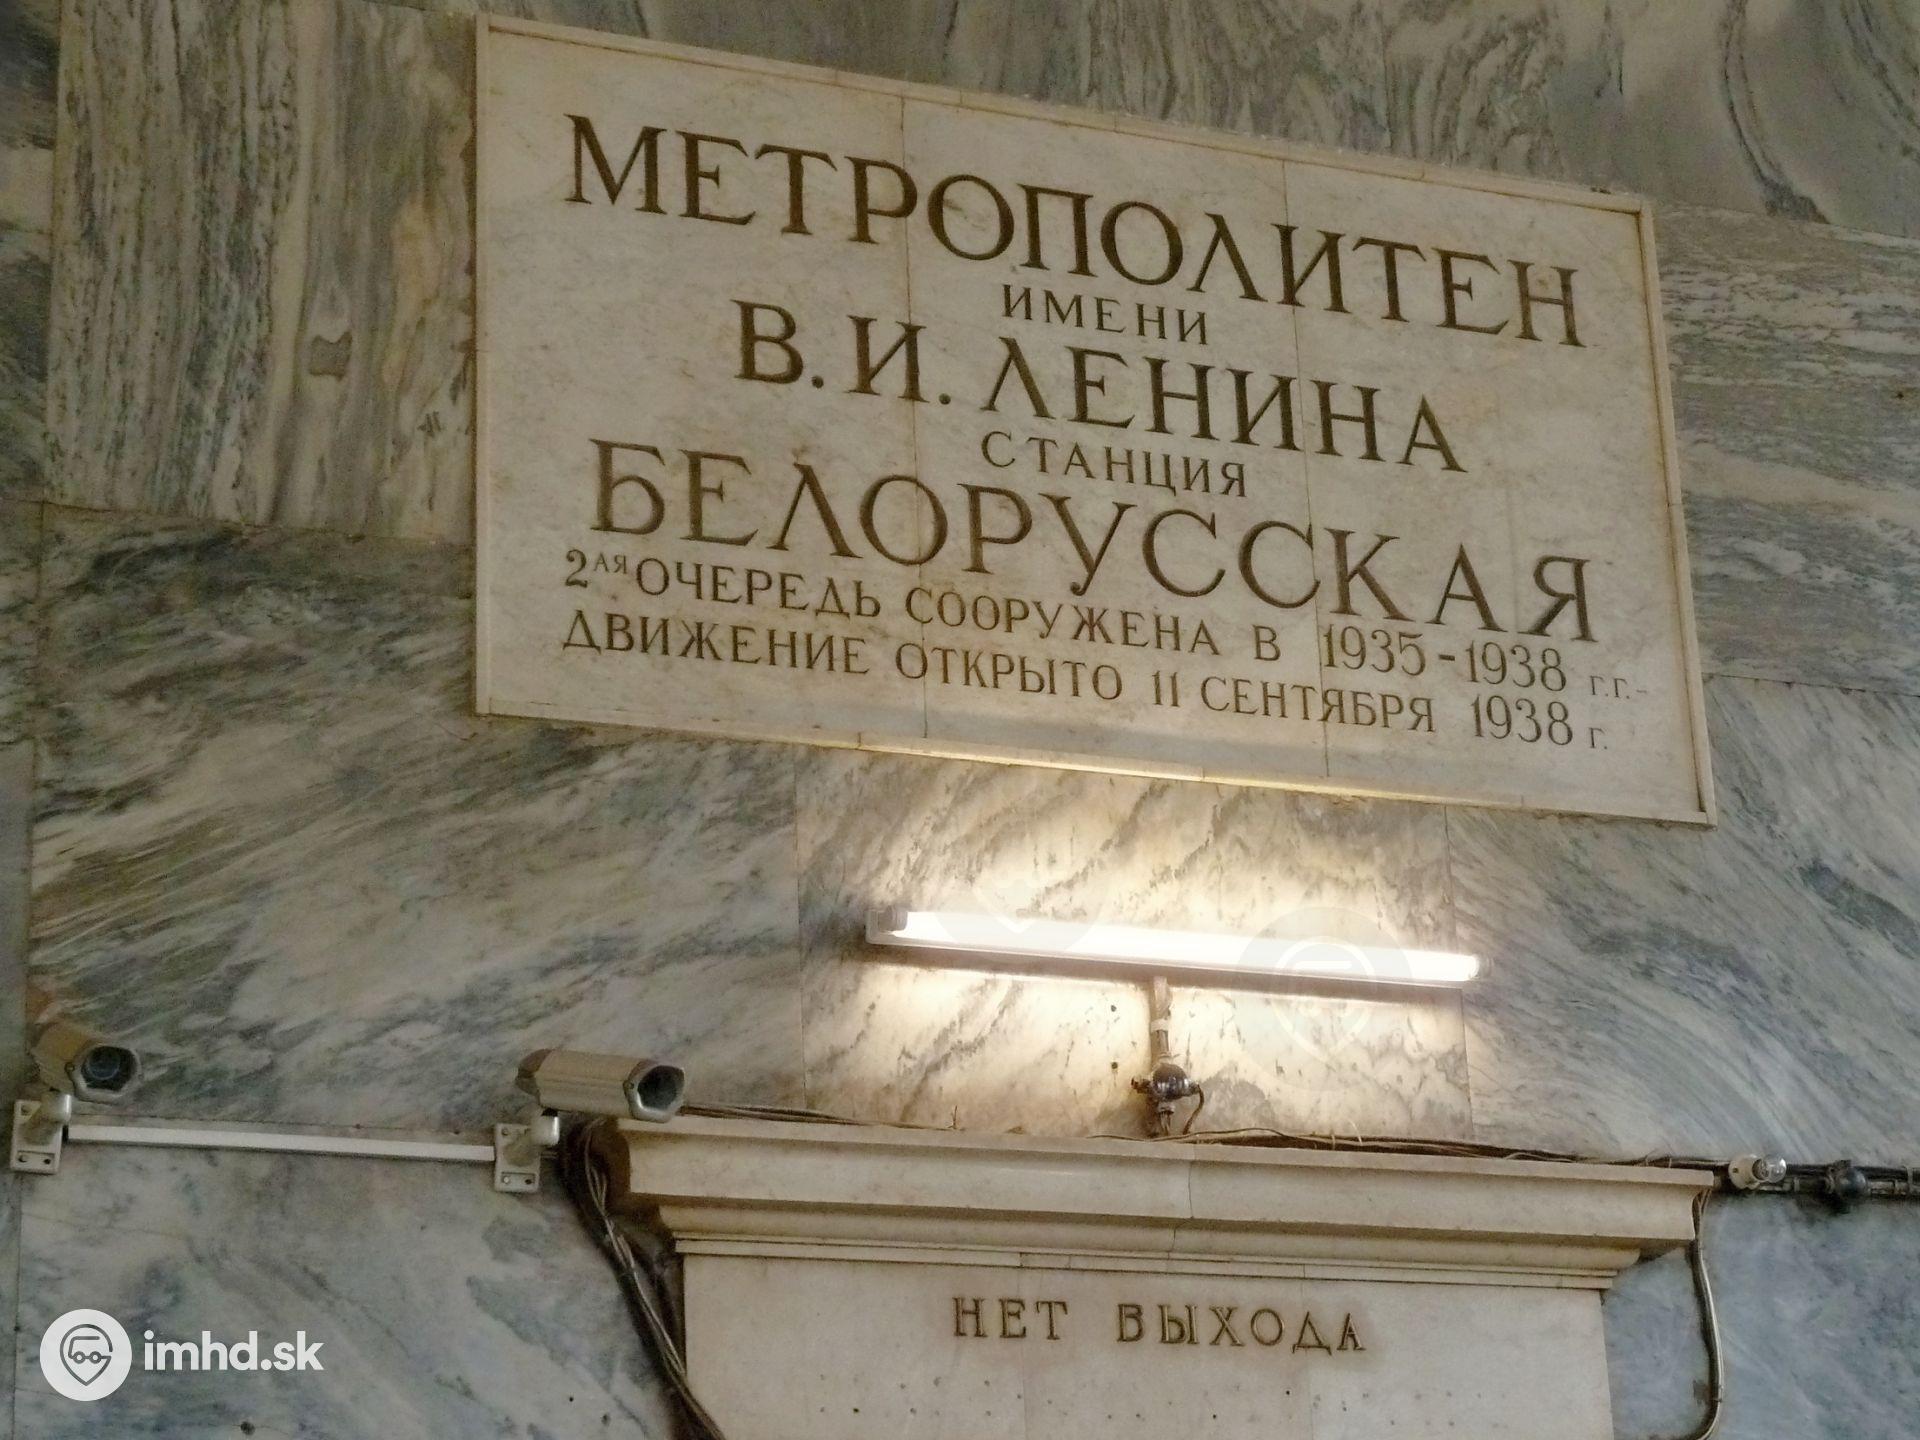 МЕТРОПОЛИТЕН
ИМЕНИ
В. И. ЛЕНИНА
СТАНЦИЯ
БЕЛОРУССКАЯ
2АЯ ОЧЕРЕДЬ СООРУЖЕНА В 1935-1938 г.г.-
ДВИЖЕНИЕ ОТКРЫТО 11 СЕНТЯБРЯ 1938 г.
НЕТ ВЫХОДА
imhd.sk